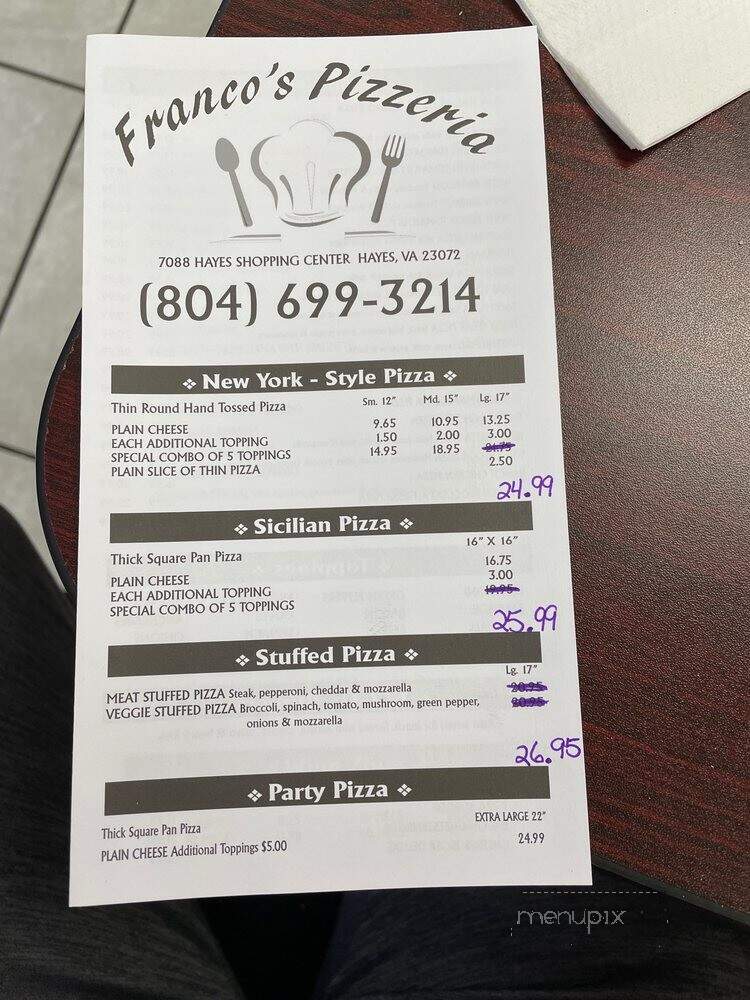 Franco's Pizzeria
7088 HAYES SHOPPING CENTER HAYES, VA 23072
(804) 699-3214
❖ New York - Style Pizza ❖
Thin Round Hand Tossed Pizza Sm. 12" Md. 15" Lg. 17"
PLAIN CHEESE 9.65 10.95 13.25
EACH ADDITIONAL TOPPING 1.50 2.00 3.00
SPECIAL COMBO OF 5 TOPPINGS 14.95 18.95
PLAIN SLICE OF THIN PIZZA 2.50
24.99
❖ Sicilian Pizza ❖
Thick Square Pan Pizza 16" X 16"
PLAIN CHEESE 16.75
EACH ADDITIONAL TOPPING 3.00
SPECIAL COMBO OF 5 TOPPINGS 19.95
25.99
❖ Stuffed Pizza ❖
Lg. 17"
MEAT STUFFED PIZZA Steak, pepperoni, cheddar & mozzarella 20.95
VEGGIE STUFFED PIZZA Broccoli, spinach, tomato, mushroom, green pepper, 20.95
onions & mozzarella
26.95
❖ Party Pizza ❖
Thick Square Pan Pizza EXTRA LARGE 22"
PLAIN CHEESE Additional Toppings $5.00 24.99
menupix